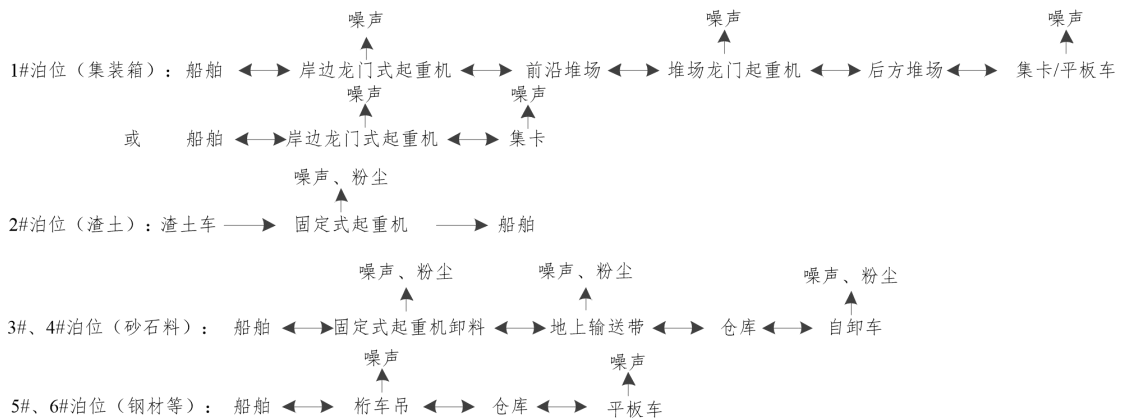 噪声 噪声 噪声
1#泊位（集装箱）：船舶 岸边龙门式起重机 前沿堆场 堆场龙门起重机 后方堆场 集卡/平板车
噪声 噪声
或 船舶 岸边龙门式起重机 集卡
噪声、粉尘
2#泊位（渣土）：渣土车 固定式起重机 船舶
噪声、粉尘 噪声、粉尘 噪声、粉尘
3#、4#泊位（砂石料）： 船舶 固定式起重机卸料 地上输送带 仓库 自卸车
噪声 噪声
5#、6#泊位（钢材等）： 船舶 桁车吊 仓库 平板车